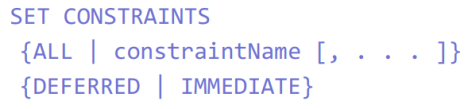 SET CONSTRAINTS
{ALL | constraintName [, . . . ]}
{DEFERRED | IMMEDIATE}